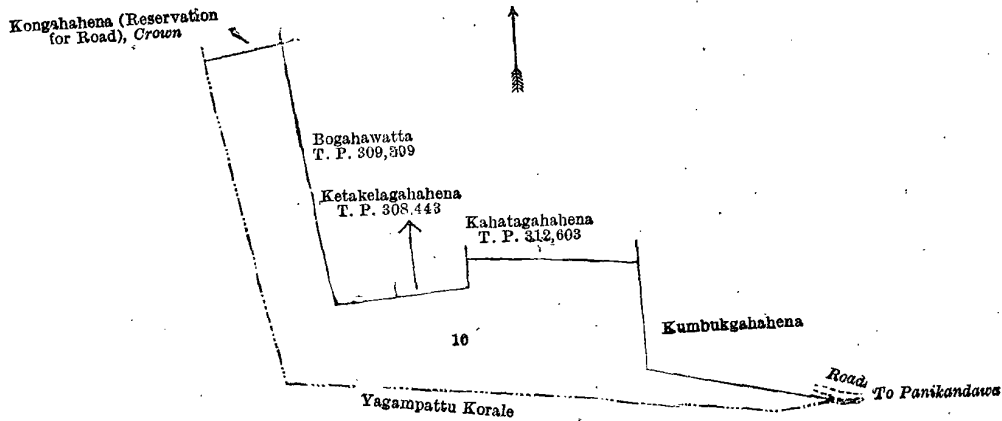 Kongahahena (Reservation
for Road), Crown
Bogahawatta
T. P. 309,309
Ketakelagahahena
T. P. 308,443
Kahatagahahena
T. P. 312,603
Kumbukgahahena
10
Road
To Panikandawa
Yagampattu Korale